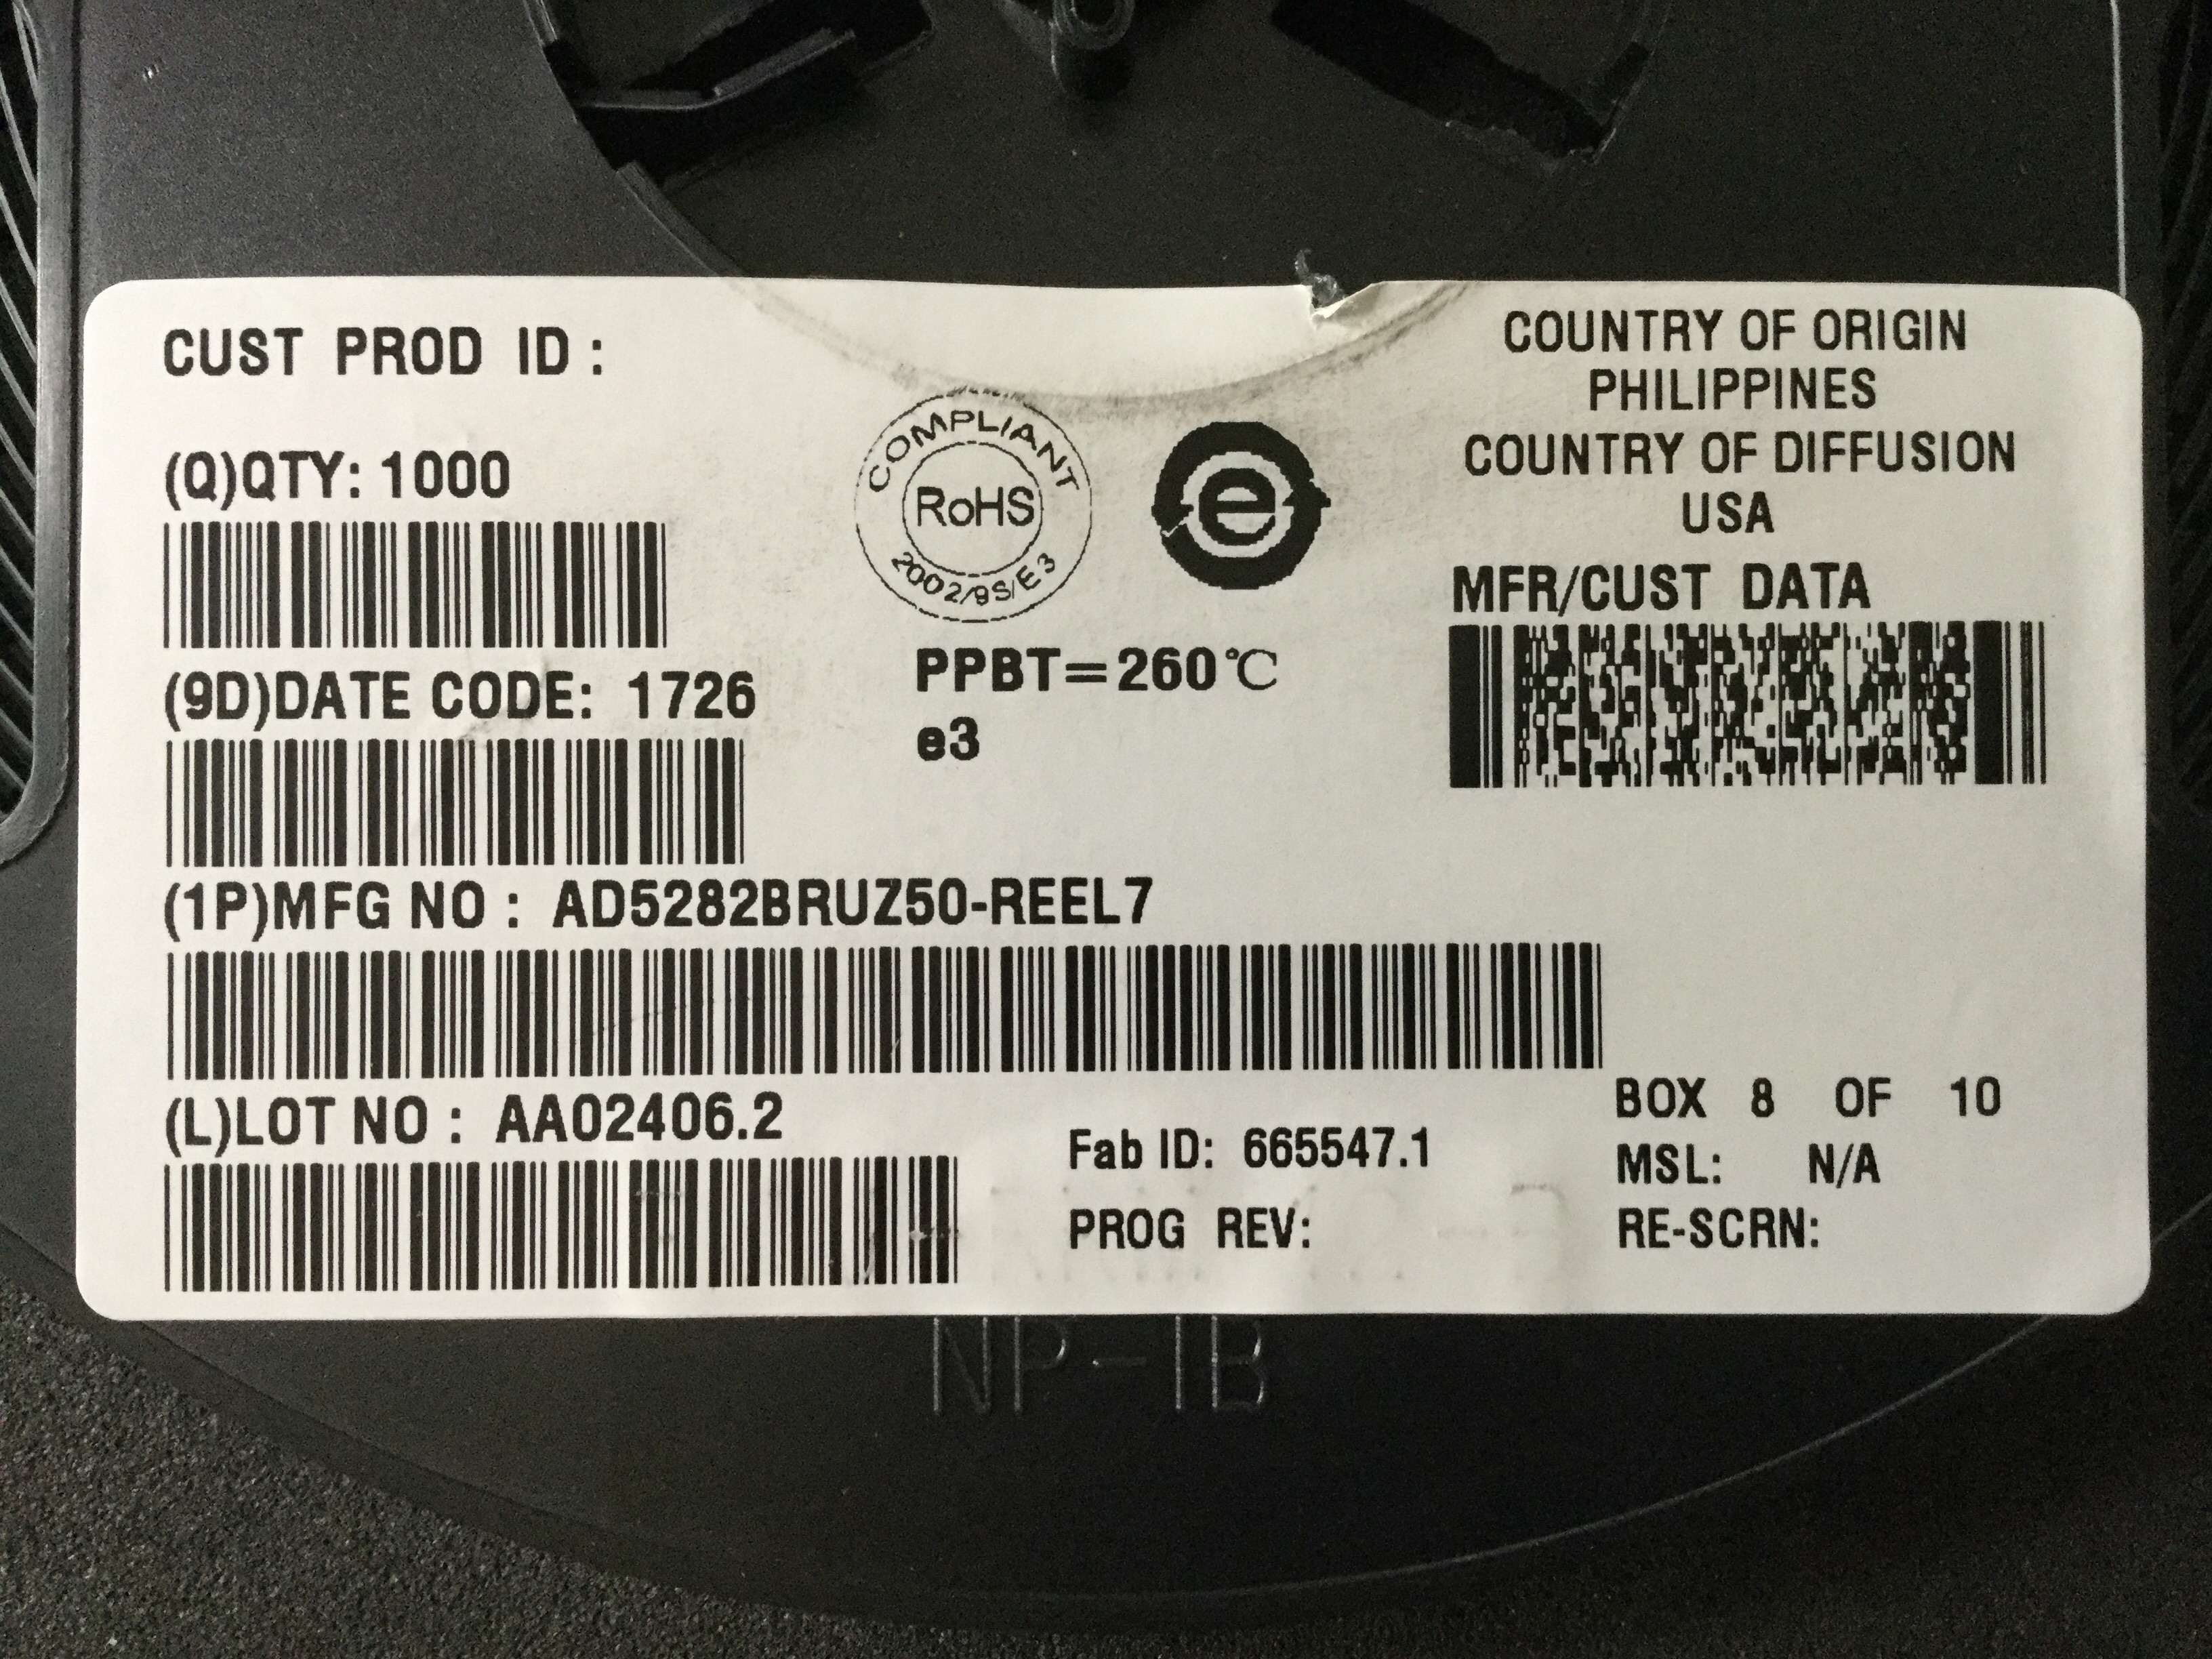 CUST PROD ID :
(Q)QTY: 1000
(9D)DATE CODE: 1726
(1P)MFG NO : AD5282BRUZ50-REEL7
(L)LOT NO : AA02406.2
COMPLIANT
RoHS
2002/95/E3
e
PPBT=260℃
e3
COUNTRY OF ORIGIN
PHILIPPINES
COUNTRY OF DIFFUSION
USA
MFR/CUST DATA
Fab ID: 665547.1
PROG REV:
BOX 8 OF 10
MSL: N/A
RE-SCRN:
NP-1B